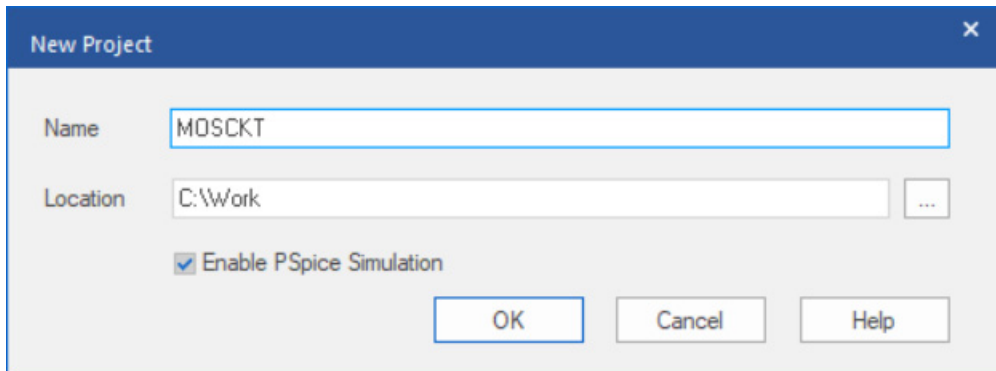 New Project
Name MOSCKT
Location C:\Work ...
Enable PSpice Simulation
OK Cancel Help